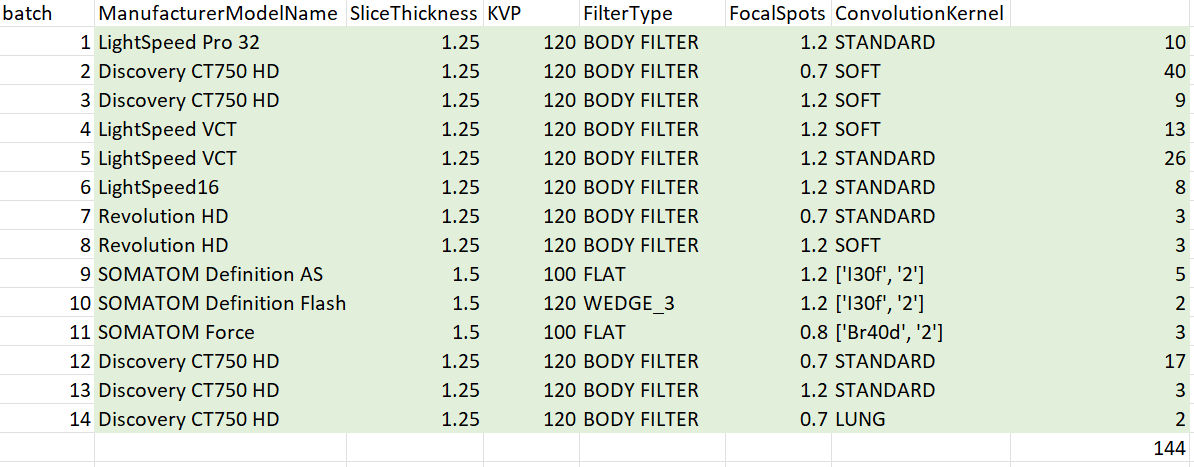 batch ManufacturerModelName SliceThickness KVP FilterType FocalSpots ConvolutionKernel
1 LightSpeed Pro 32 1.25 120 BODY FILTER 1.2 STANDARD 10
2 Discovery CT750 HD 1.25 120 BODY FILTER 0.7 SOFT 40
3 Discovery CT750 HD 1.25 120 BODY FILTER 1.2 SOFT 9
4 LightSpeed VCT 1.25 120 BODY FILTER 1.2 SOFT 13
5 LightSpeed VCT 1.25 120 BODY FILTER 1.2 STANDARD 26
6 LightSpeed16 1.25 120 BODY FILTER 1.2 STANDARD 8
7 Revolution HD 1.25 120 BODY FILTER 0.7 STANDARD 3
8 Revolution HD 1.25 120 BODY FILTER 1.2 SOFT 3
9 SOMATOM Definition AS 1.5 100 FLAT 1.2 ['I30f', '2'] 5
10 SOMATOM Definition Flash 1.5 120 WEDGE_3 1.2 ['I30f', '2'] 2
11 SOMATOM Force 1.5 100 FLAT 0.8 ['Br40d', '2'] 3
12 Discovery CT750 HD 1.25 120 BODY FILTER 0.7 STANDARD 17
13 Discovery CT750 HD 1.25 120 BODY FILTER 1.2 STANDARD 3
14 Discovery CT750 HD 1.25 120 BODY FILTER 0.7 LUNG 2
144